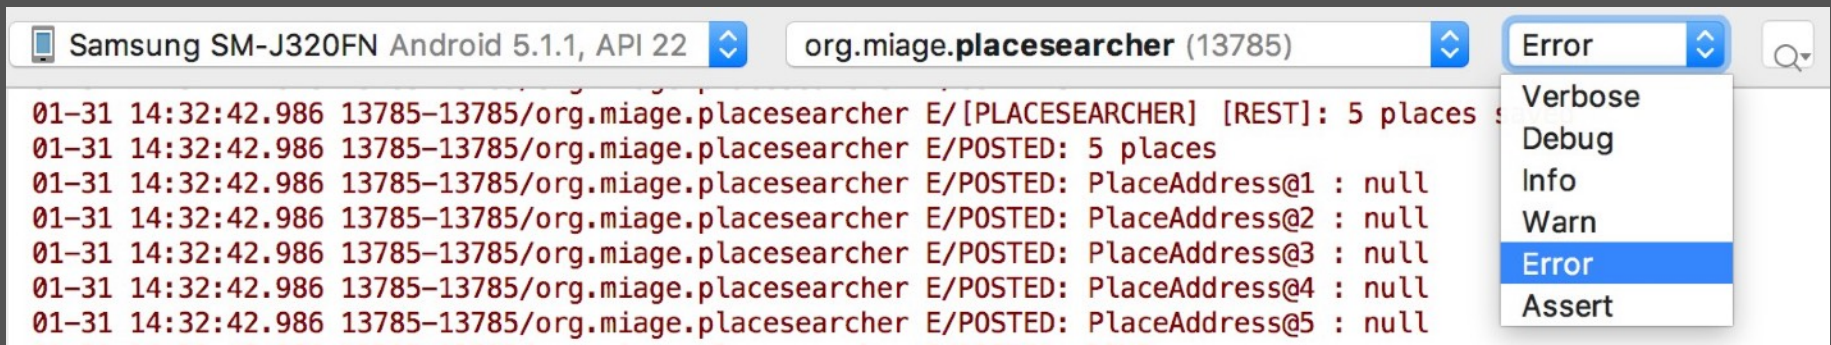 Samsung SM-J320FN Android 5.1.1, API 22 org.miage.placesearcher (13785) Error
01-31 14:32:42.986 13785-13785/org.miage.placesearcher E/[PLACESEARCHER] [REST]: 5 places saved
01-31 14:32:42.986 13785-13785/org.miage.placesearcher E/POSTED: 5 places
01-31 14:32:42.986 13785-13785/org.miage.placesearcher E/POSTED: PlaceAddress@1 : null
01-31 14:32:42.986 13785-13785/org.miage.placesearcher E/POSTED: PlaceAddress@2 : null
01-31 14:32:42.986 13785-13785/org.miage.placesearcher E/POSTED: PlaceAddress@3 : null
01-31 14:32:42.986 13785-13785/org.miage.placesearcher E/POSTED: PlaceAddress@4 : null
01-31 14:32:42.986 13785-13785/org.miage.placesearcher E/POSTED: PlaceAddress@5 : null
Verbose
Debug
Info
Warn
Error
Assert